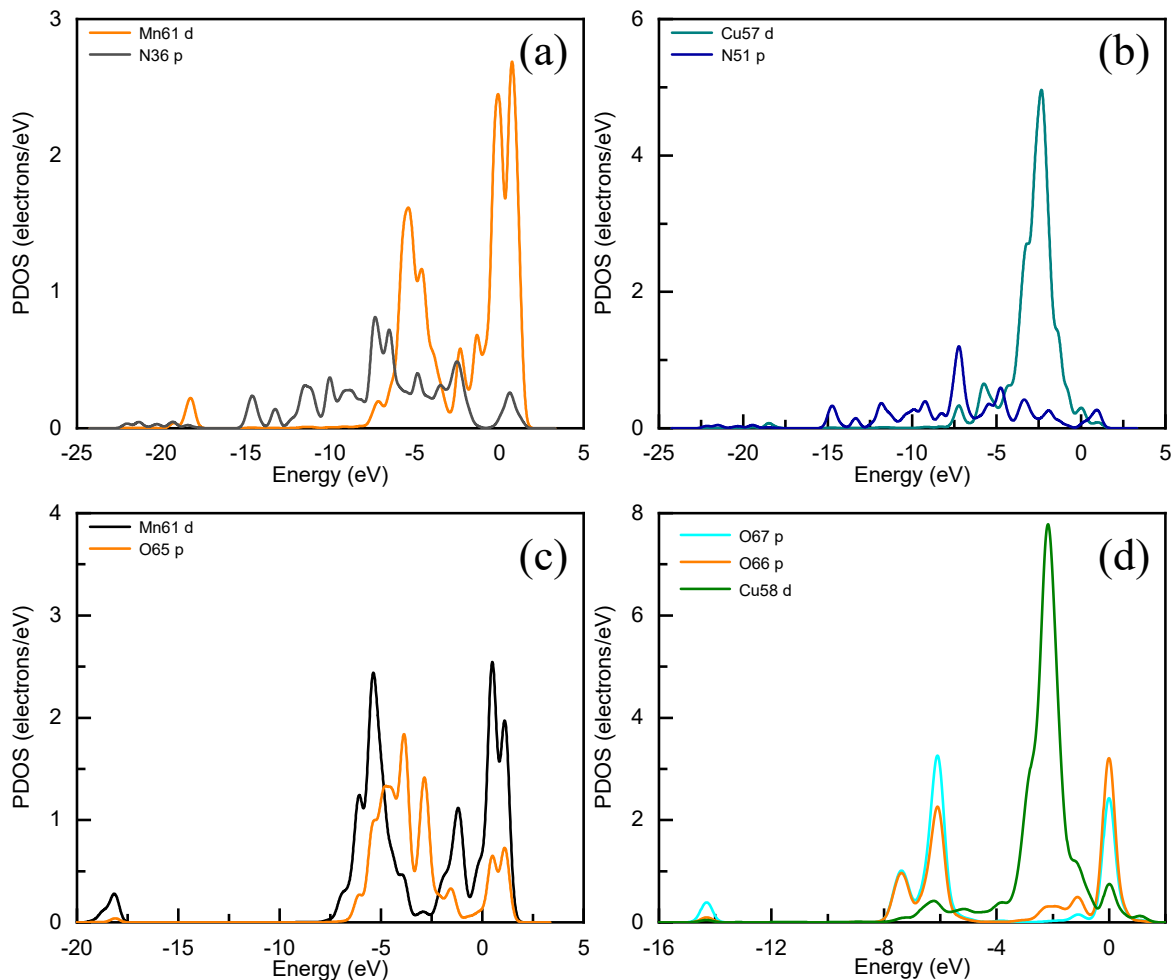 (a)
Mn61 d
N36 p
PDOS (electrons/eV)
3
2
1
0
-25 -20 -15 -10 -5 0 5
Energy (eV)
(b)
Cu57 d
N51 p
PDOS (electrons/eV)
6
4
2
0
-25 -20 -15 -10 -5 0 5
Energy (eV)
(c)
Mn61 d
O65 p
PDOS (electrons/eV)
4
3
2
1
0
-20 -15 -10 -5 0 5
Energy (eV)
(d)
O67 p
O66 p
Cu58 d
PDOS (electrons/eV)
8
6
4
2
0
-16 -12 -8 -4 0
Energy (eV)